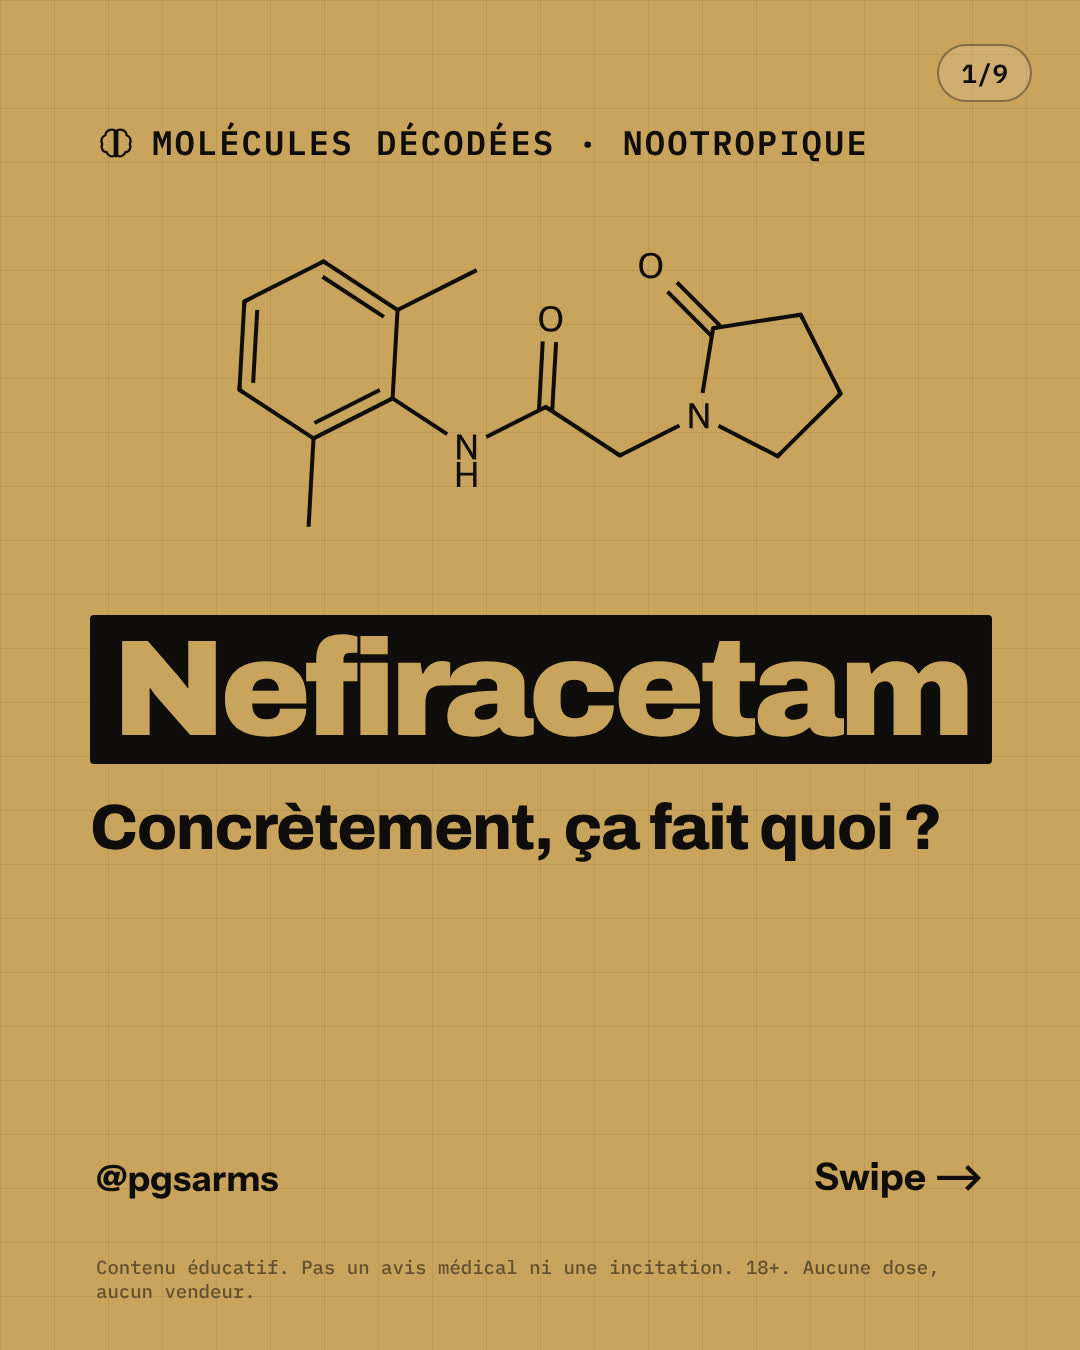 1/9
MOLÉCULES DÉCODÉES · NOOTROPIQUE
O
O
N
N
H
Nefiracetam
Concrètement, ça fait quoi ?
@pgsarms
Swipe →
Contenu éducatif. Pas un avis médical ni une incitation. 18+. Aucune dose,
aucun vendeur.